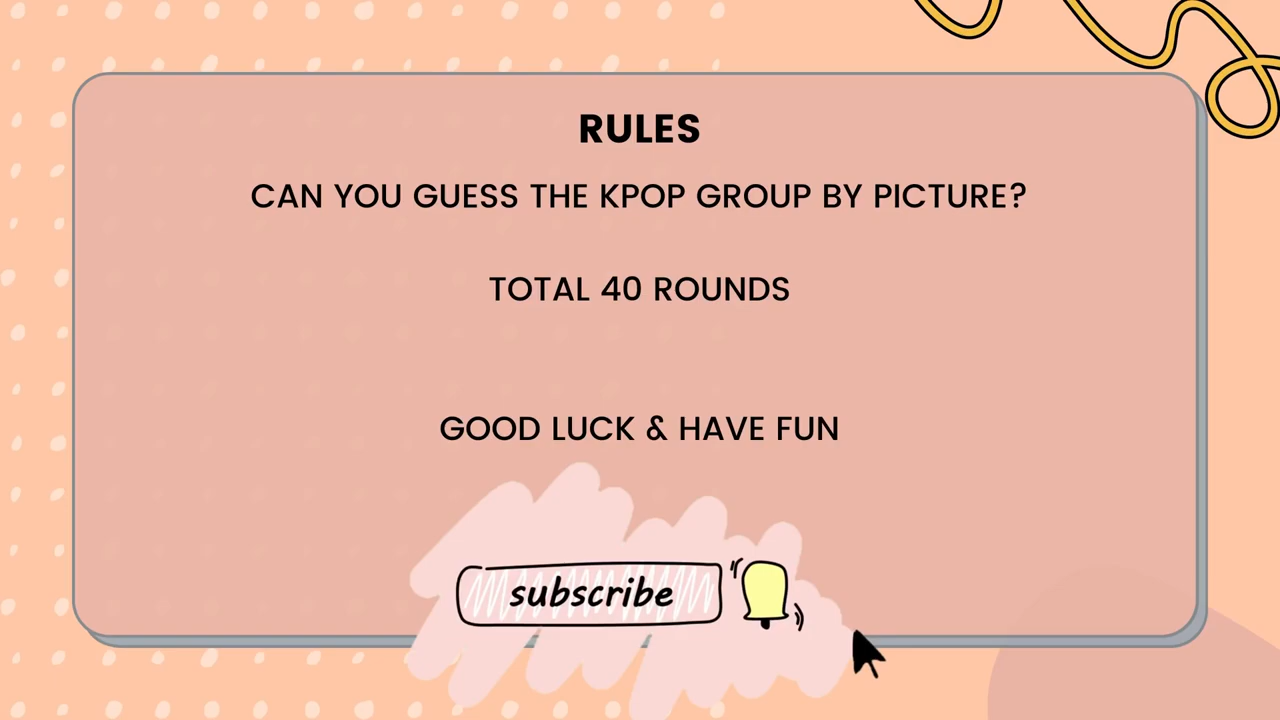 RULES
CAN YOU GUESS THE KPOP GROUP BY PICTURE?
TOTAL 40 ROUNDS
GOOD LUCK & HAVE FUN
subscribe